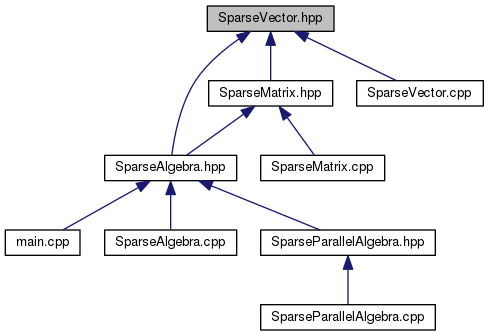 SparseVector.hpp
SparseMatrix.hpp
SparseVector.cpp
SparseAlgebra.hpp
SparseMatrix.cpp
main.cpp
SparseAlgebra.cpp
SparseParallelAlgebra.hpp
SparseParallelAlgebra.cpp